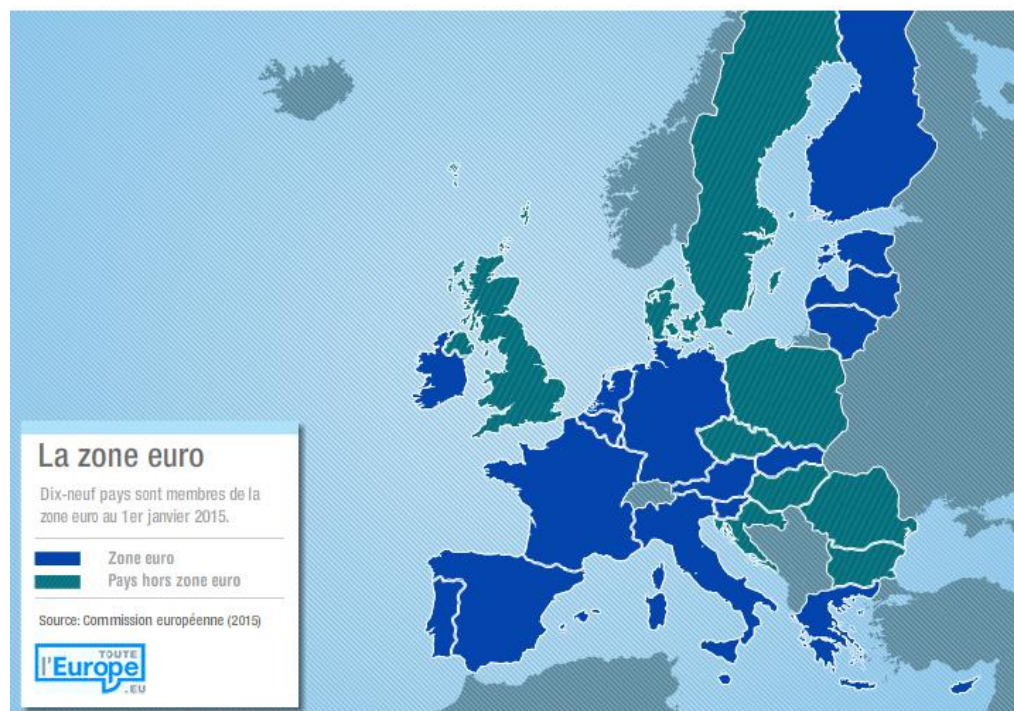 La zone euro
Dix-neuf pays sont membres de la
zone euro au 1er janvier 2015.
Zone euro
Pays hors zone euro
Source: Commission européenne (2015)
TOUTE
l'Europe
.EU